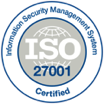 Information Security Management System
ISO
27001
Certified